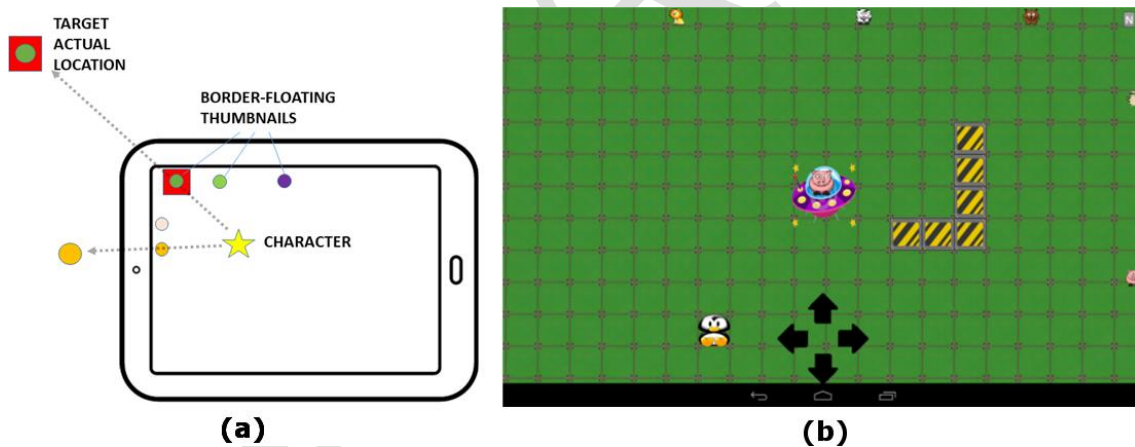 TARGET
ACTUAL
LOCATION
BORDER-FLOATING
THUMBNAILS
CHARACTER
N
(a)
(b)